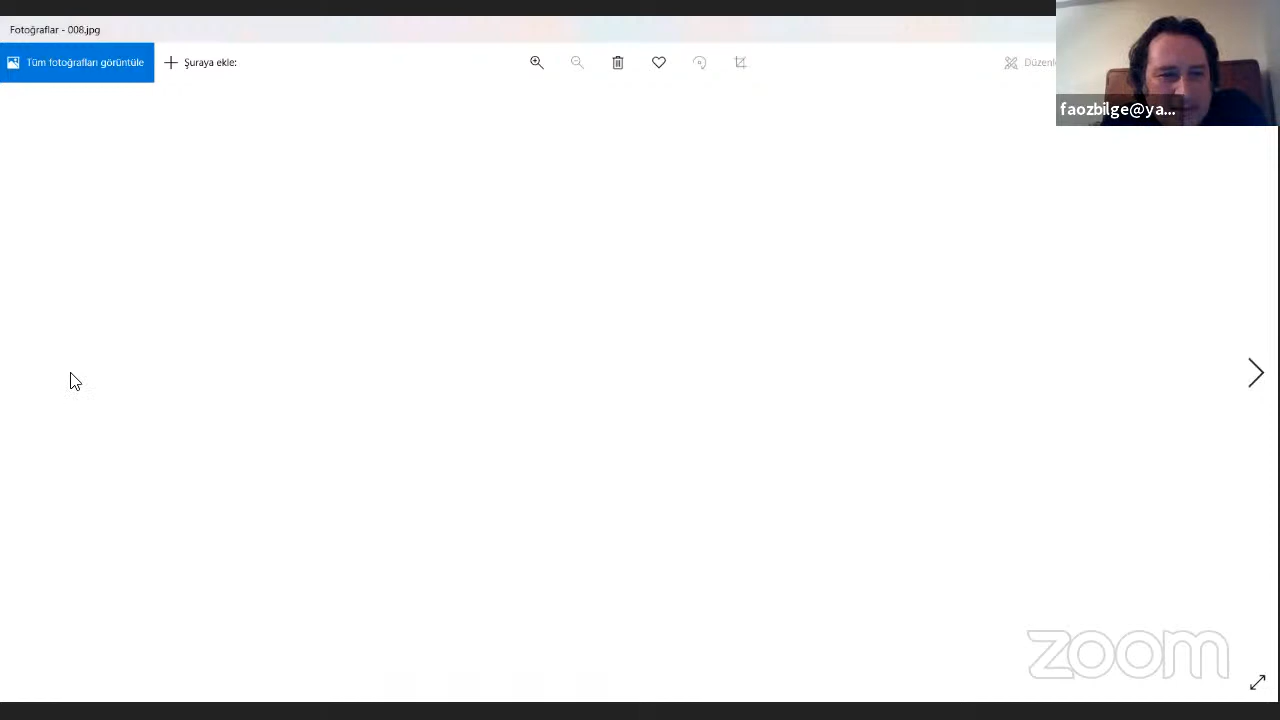 Fotoğraflar - 008.jpg
Tüm fotoğrafları görüntüle
Şuraya ekle:
faozbilge@ya...
zoom